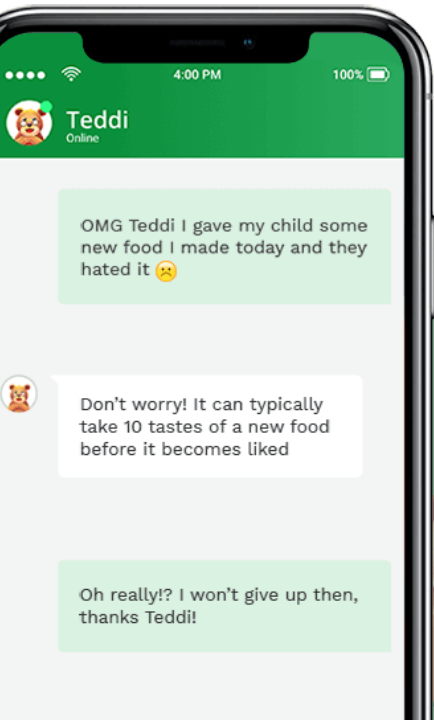 4:00 PM 100%
Teddi
Online
OMG Teddi I gave my child some
new food I made today and they
hated it ☹️
Don’t worry! It can typically
take 10 tastes of a new food
before it becomes liked
Oh really!? I won’t give up then,
thanks Teddi!